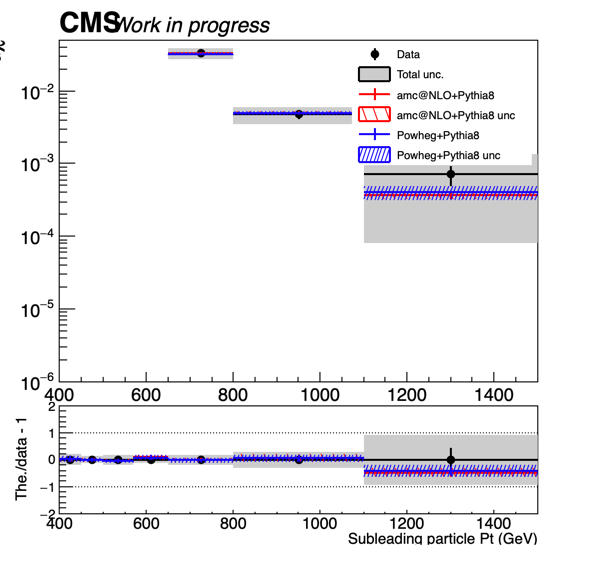 CMS Work in progress
Data
Total unc.
amc@NLO+Pythia8
amc@NLO+Pythia8 unc
Powheg+Pythia8
Powheg+Pythia8 unc
10−2
10−3
10−4
10−5
10−6
400 600 800 1000 1200 1400
The./data - 1
2
1
0
−1
−2
400 600 800 1000 1200 1400
Subleading particle Pt (GeV)